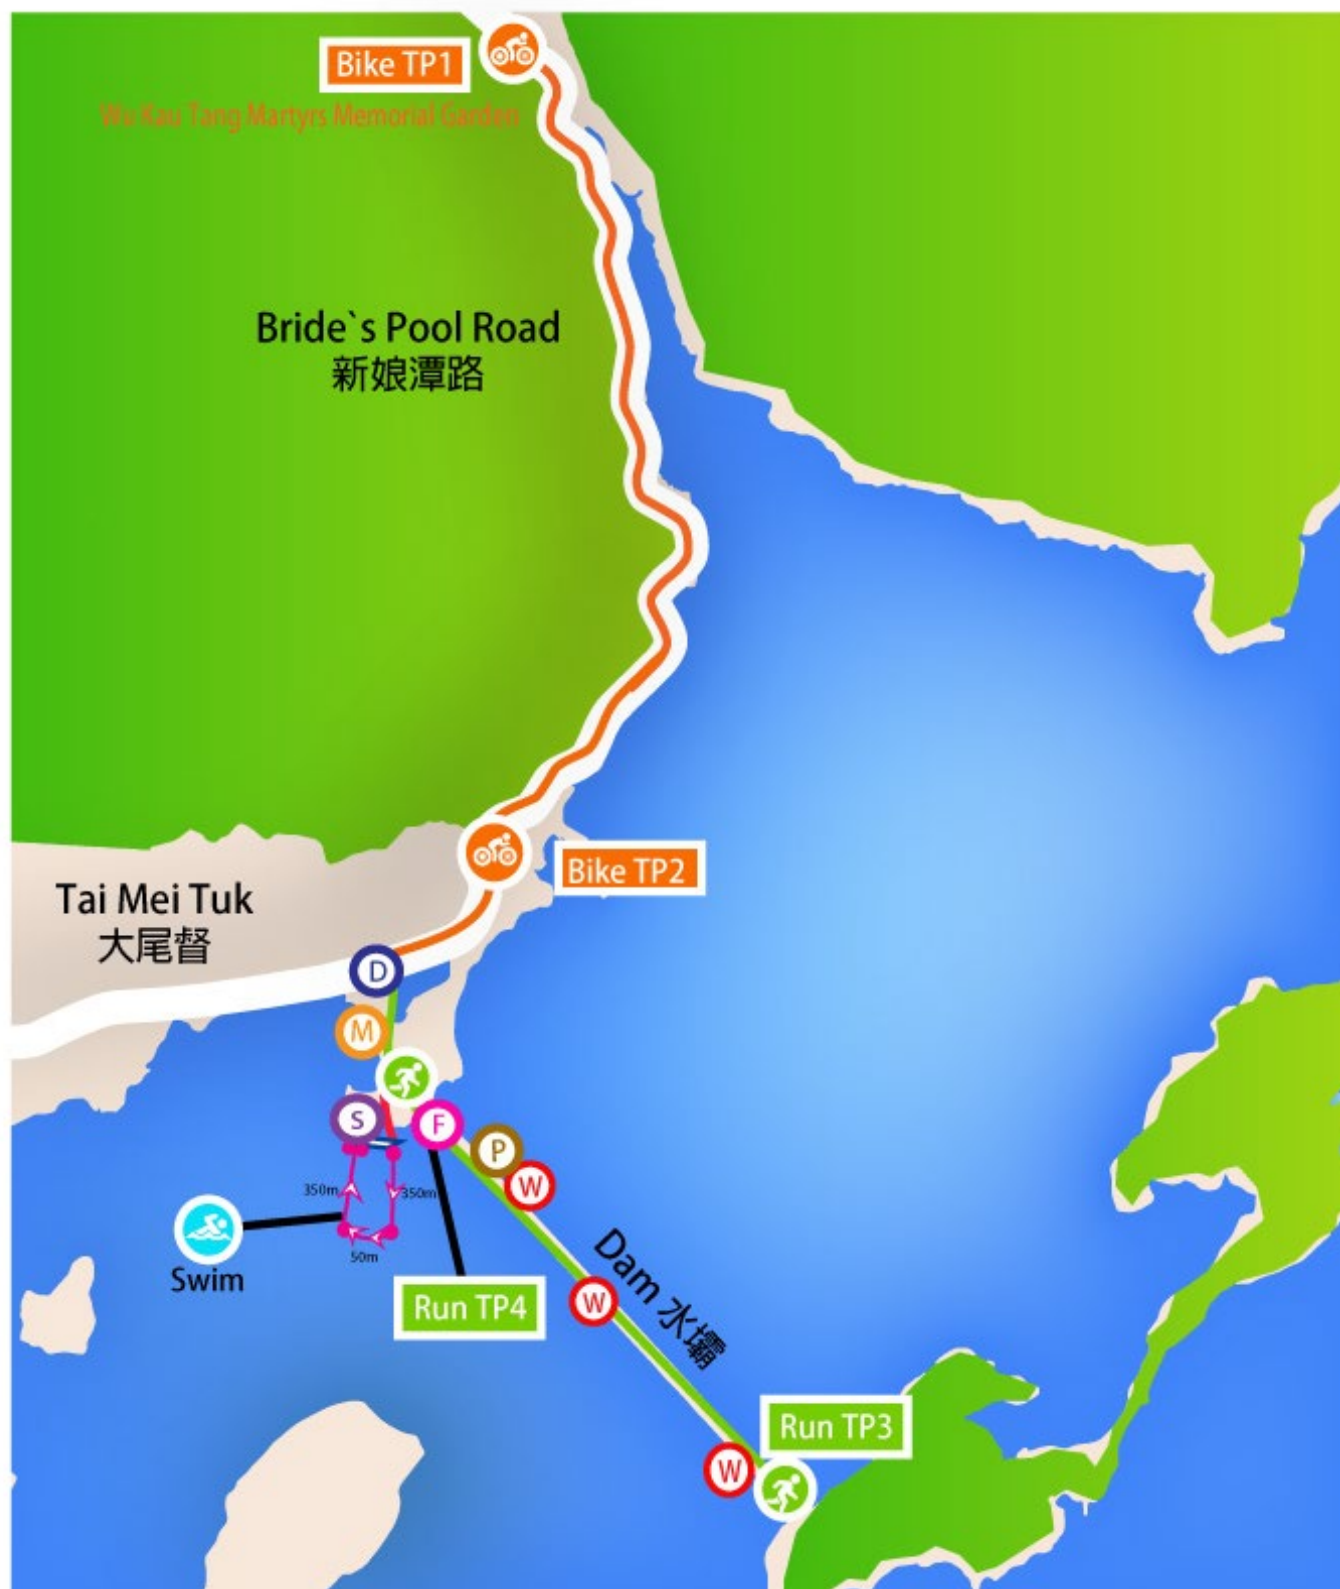 Bike TP1
Wu Kau Tang Martyrs Memorial Garden
Bride`s Pool Road
新娘潭路
Bike TP2
Tai Mei Tuk
大尾督
D
M
S
F
P
W
350m
350m
50m
Swim
Run TP4
W
Dam 水壩
Run TP3
W